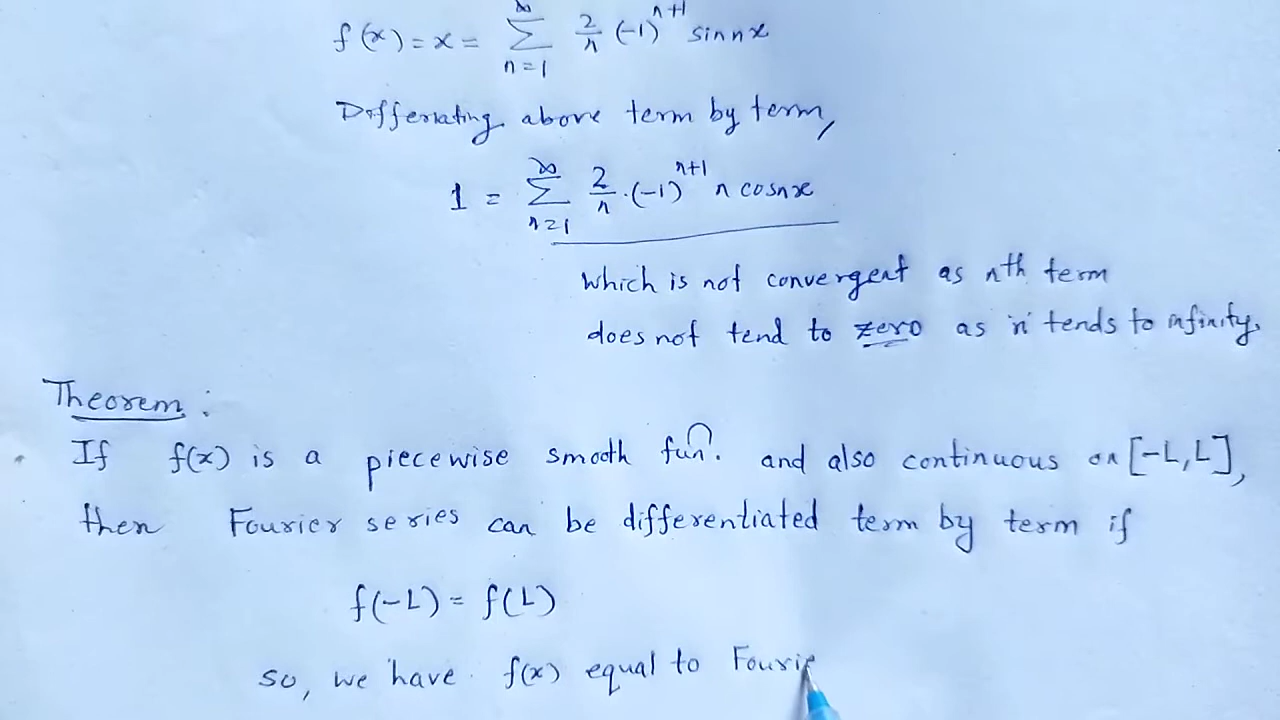 f(x) = x = ∑_{n=1}^{∞} 2/n (-1)^{n+1} sin nx
Differnating above term by term,
1 = ∑_{n=1}^{∞} 2/n · (-1)^{n+1} n cos nx
which is not convergent as nth term
does not tend to zero as 'n' tends to infinity.
Theorem :
If f(x) is a piecewise smooth fun. and also continuous on [-L, L],
then Fourier series can be differentiated term by term if
f(-L) = f(L)
so, we have f(x) equal to Fourie